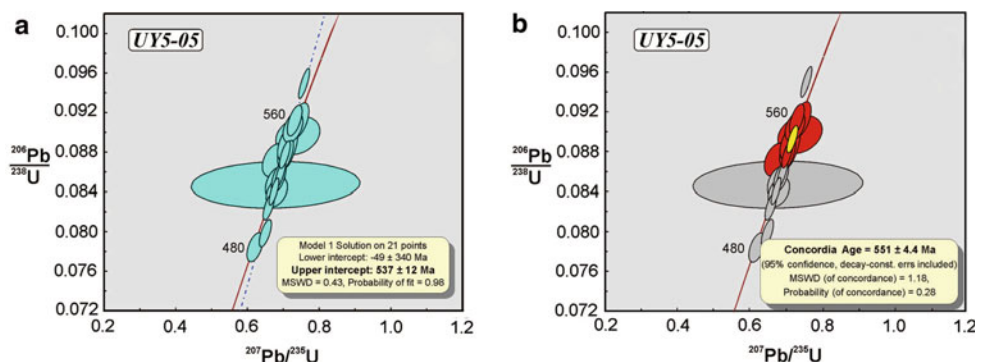 a
UY5-05
0.100
0.096
0.092
0.088
0.084
0.080
0.076
0.072
²⁰⁶Pb
²³⁸U
560
480
Model 1 Solution on 21 points
Lower intercept: -49 ± 340 Ma
Upper intercept: 537 ± 12 Ma
MSWD = 0.43, Probability of fit = 0.98
0.2 0.4 0.6 0.8 1.0 1.2
²⁰⁷Pb/²³⁵U
b
UY5-05
0.100
0.096
0.092
0.088
0.084
0.080
0.076
0.072
²⁰⁶Pb
²³⁸U
560
480
Concordia Age = 551 ± 4.4 Ma
(95% confidence, decay-const. errs included)
MSWD (of concordance) = 1.18,
Probability (of concordance) = 0.28
0.2 0.4 0.6 0.8 1.0 1.2
²⁰⁷Pb/²³⁵U